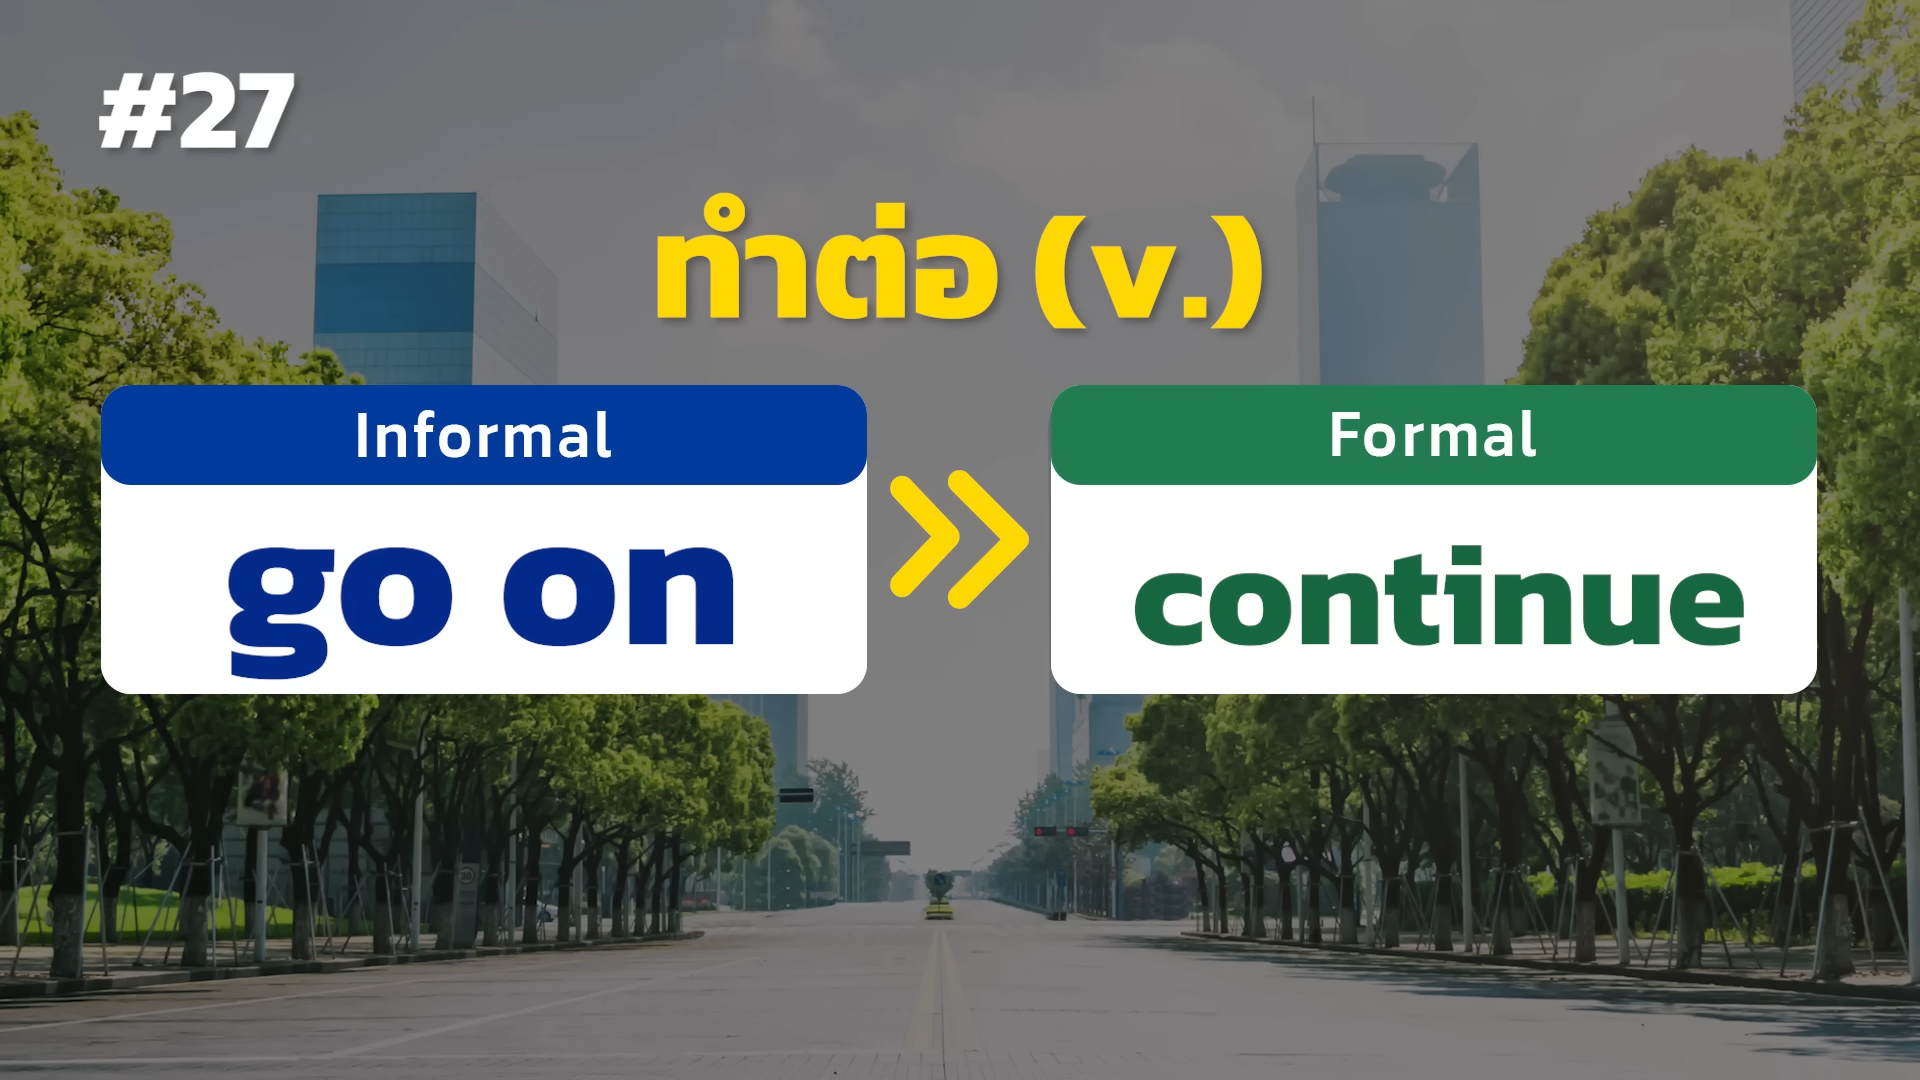 #27
ทำต่อ (v.)
Informal
go on
Formal
continue